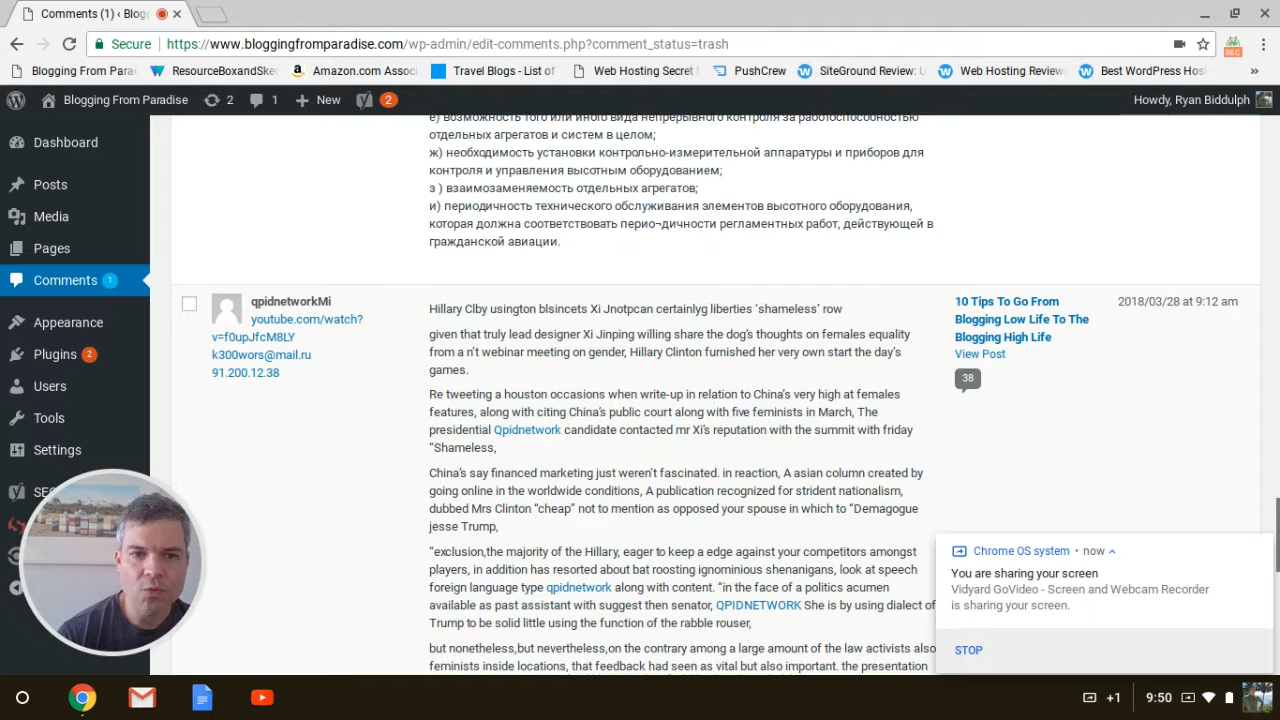 Comments (1) ‹ Blog
Secure
https://www.bloggingfromparadise.com/wp-admin/edit-comments.php?comment_status=trash
REC
Blogging From Parad
ResourceBoxandSke
Amazon.com Associ
Travel Blogs - List of
Web Hosting Secret
PushCrew
SiteGround Review: U
Web Hosting Reviews
Best WordPress Hos
»
Blogging From Paradise
2
1
New
2
Howdy, Ryan Biddulph
Dashboard
Posts
Media
Pages
Comments 1
Appearance
Plugins 2
Users
Tools
Settings
SEO
е) возможность того или иного вида непрерывного контроля за работоспособностью
отдельных агрегатов и систем в целом;
ж) необходимость установки контрольно-измерительной аппаратуры и приборов для
контроля и управления высотным оборудованием;
з ) взаимозаменяемость отдельных агрегатов;
и) периодичность технического обслуживания элементов высотного оборудования,
которая должна соответствовать перио¬дичности регламентных работ, действующей в
гражданской авиации.
qpidnetworkMi
youtube.com/watch?
v=f0upJfcM8LY
k300wors@mail.ru
91.200.12.38
Hillary Clby usington blsincets Xi Jnotpcan certainlyg liberties ‘shameless’ row
given that truly lead designer Xi Jinping willing share the dog’s thoughts on females equality
from a n’t webinar meeting on gender, Hillary Clinton furnished her very own start the day’s
games.
Re tweeting a houston occasions when write-up in relation to China’s very high at females
features, along with citing China’s public court along with five feminists in March, The
presidential Qpidnetwork candidate contacted mr Xi’s reputation with the summit with friday
“Shameless,
China’s say financed marketing just weren’t fascinated. in reaction, A asian column created by
going online in the worldwide conditions, A publication recognized for strident nationalism,
dubbed Mrs Clinton “cheap” not to mention as opposed your spouse in which to “Demagogue
jesse Trump,
“exclusion,the majority of the Hillary, eager to keep a edge against your competitors amongst
players, in addition has resorted about bat roosting ignominious shenanigans, look at speech
foreign language type qpidnetwork along with content. “in the face of a politics acumen
available as past assistant with suggest then senator, QPIDNETWORK She is by using dialect of
Trump to be solid little using the function of the rabble rouser,
but nonetheless,but nevertheless,on the contrary among a large amount of the law activists also
feminists inside locations, that feedback had seen as vital but also important. the presentation
10 Tips To Go From
Blogging Low Life To The
Blogging High Life
View Post
38
2018/03/28 at 9:12 am
Chrome OS system • now
You are sharing your screen
Vidyard GoVideo - Screen and Webcam Recorder
is sharing your screen.
STOP
+1
9:50